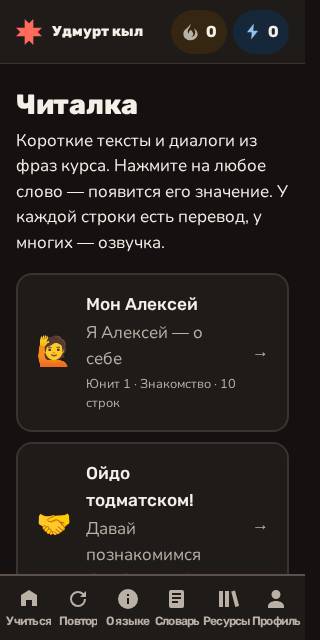 Удмурт кыл
0
0
Читалка
Короткие тексты и диалоги из
фраз курса. Нажмите на любое
слово — появится его значение. У
каждой строки есть перевод, у
многих — озвучка.
Мон Алексей
Я Алексей — о
себе
Юнит 1 · Знакомство · 10
строк
→
Ойдо
тодматском!
Давай
познакомимся
→
Учиться
Повтор
О языке
Словарь
Ресурсы
Профиль